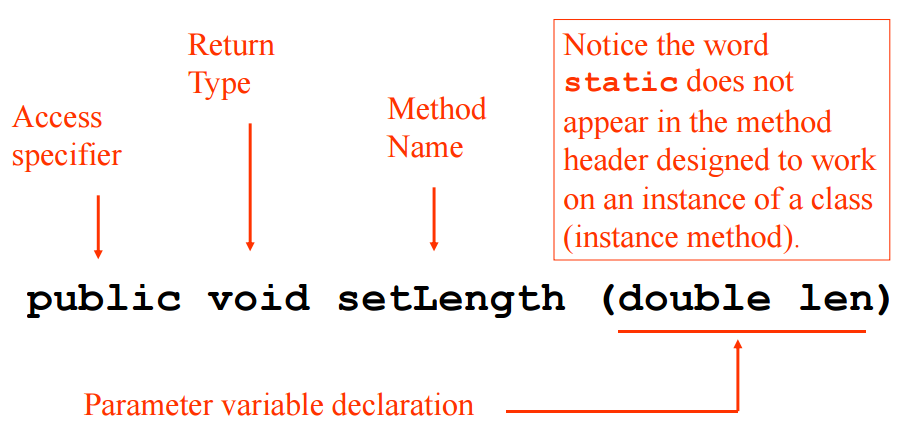 Return
Type
Access
specifier
Method
Name
Notice the word
static does not
appear in the method
header designed to work
on an instance of a class
(instance method).
public void setLength (double len)
Parameter variable declaration